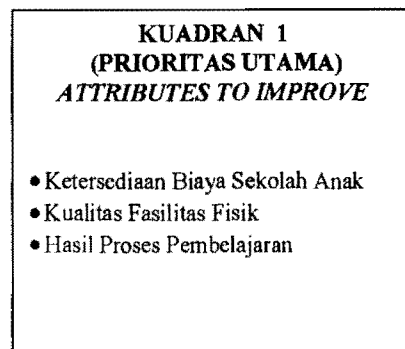 KUADRAN 1
(PRIORITAS UTAMA)
ATTRIBUTES TO IMPROVE
• Ketersediaan Biaya Sekolah Anak
• Kualitas Fasilitas Fisik
• Hasil Proses Pembelajaran